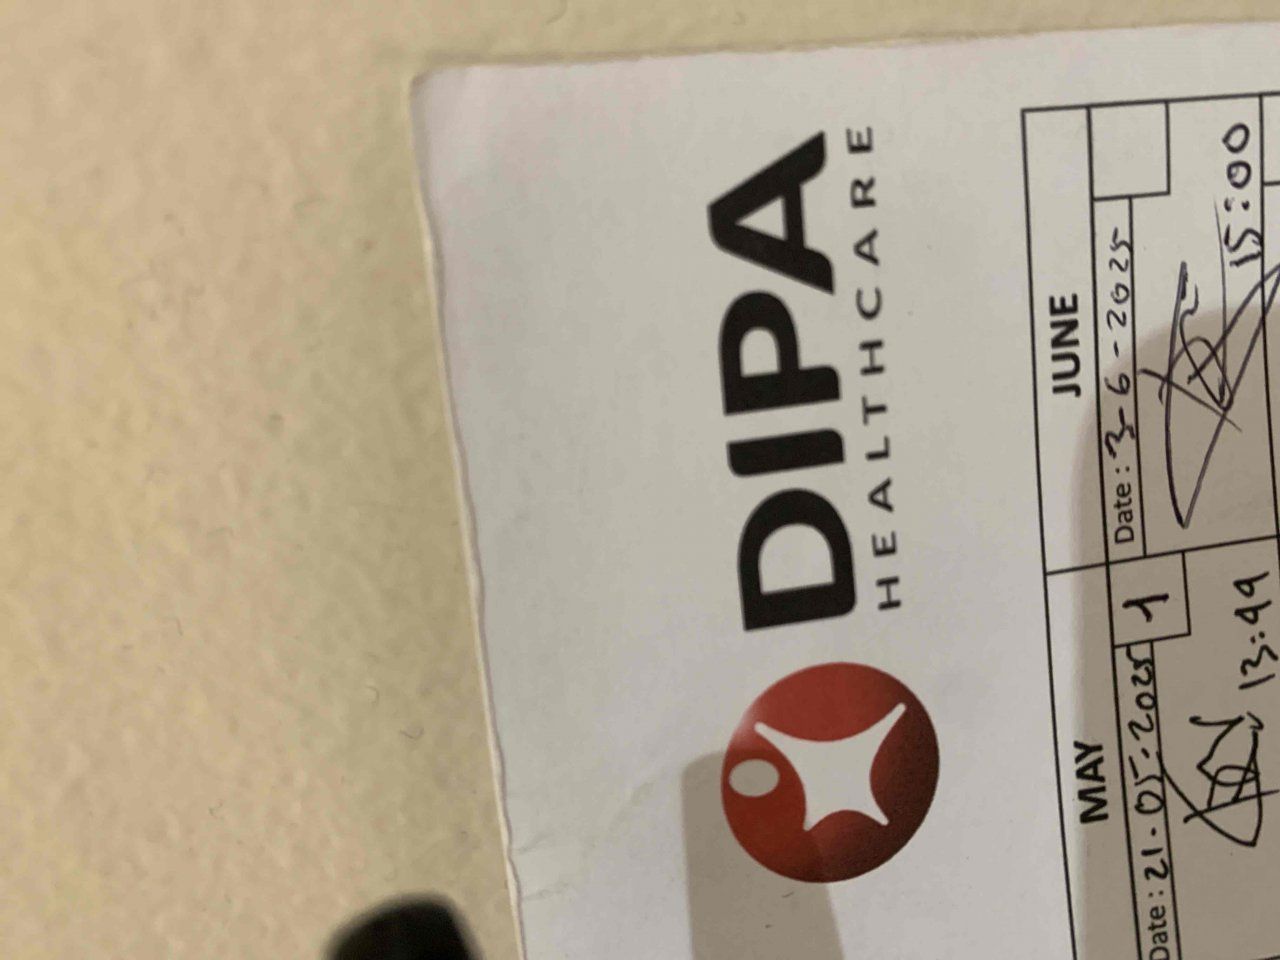 DIPA
HEALTHCARE
MAY
JUNE
Date: 21.05.2025
1
Date: 3-6-2025
13:49
15:00